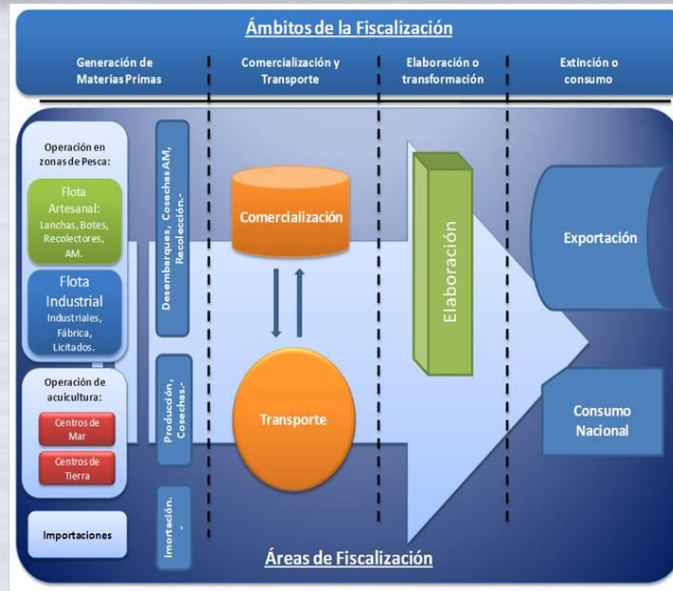 Ámbitos de la Fiscalización
Generación de
Materias Primas
Comercialización y
Transporte
Elaboración o
transformación
Extinción o
consumo
Operación en
zonas de Pesca:
Flota
Artesanal:
Lanchas, Botes,
Recolectores,
AM.
Flota
Industrial
Industriales,
Fábrica,
Licitados.
Desembarques, Cosechas AM,
Recolección.-
Operación de
acuicultura:
Centros de
Mar
Centros de
Tierra
Producción,
Cosechas.-
Importaciones
Imortación.
-
Comercialización
Transporte
Elaboración
Exportación
Consumo
Nacional
Áreas de Fiscalización